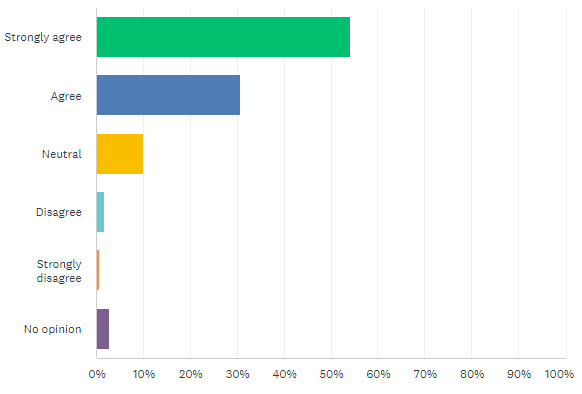 Strongly agree
Agree
Neutral
Disagree
Strongly
disagree
No opinion
0% 10% 20% 30% 40% 50% 60% 70% 80% 90% 100%